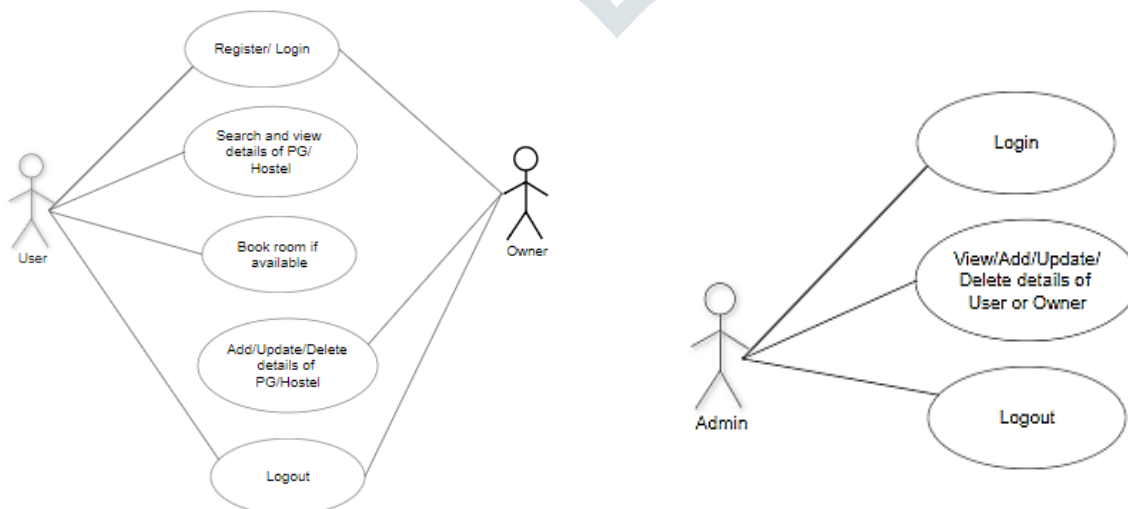 Register/ Login
Search and view
details of PG/
Hostel
User
Owner
Book room if
available
Add/Update/Delete
details of
PG/Hostel
Logout
Login
View/Add/Update/
Delete details of
User or Owner
Admin
Logout